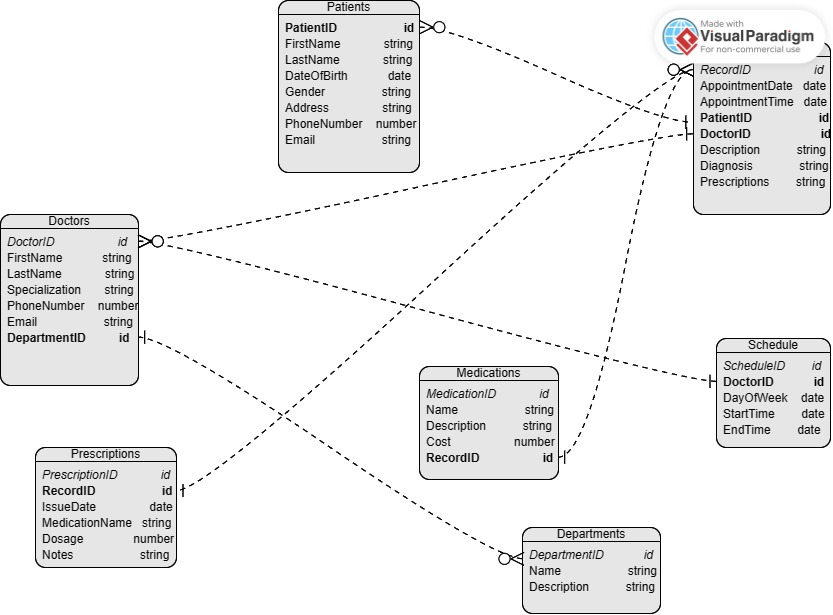 Patients
PatientID id
FirstName string
LastName string
DateOfBirth date
Gender string
Address string
PhoneNumber number
Email string
Made with
Visual Paradigm
For non-commercial use
RecordID id
AppointmentDate date
AppointmentTime date
PatientID id
DoctorID id
Description string
Diagnosis string
Prescriptions string
Doctors
DoctorID id
FirstName string
LastName string
Specialization string
PhoneNumber number
Email string
DepartmentID id
Schedule
ScheduleID id
DoctorID id
DayOfWeek date
StartTime date
EndTime date
Medications
MedicationID id
Name string
Description string
Cost number
RecordID id
Prescriptions
PrescriptionID id
RecordID id
IssueDate date
MedicationName string
Dosage number
Notes string
Departments
DepartmentID id
Name string
Description string